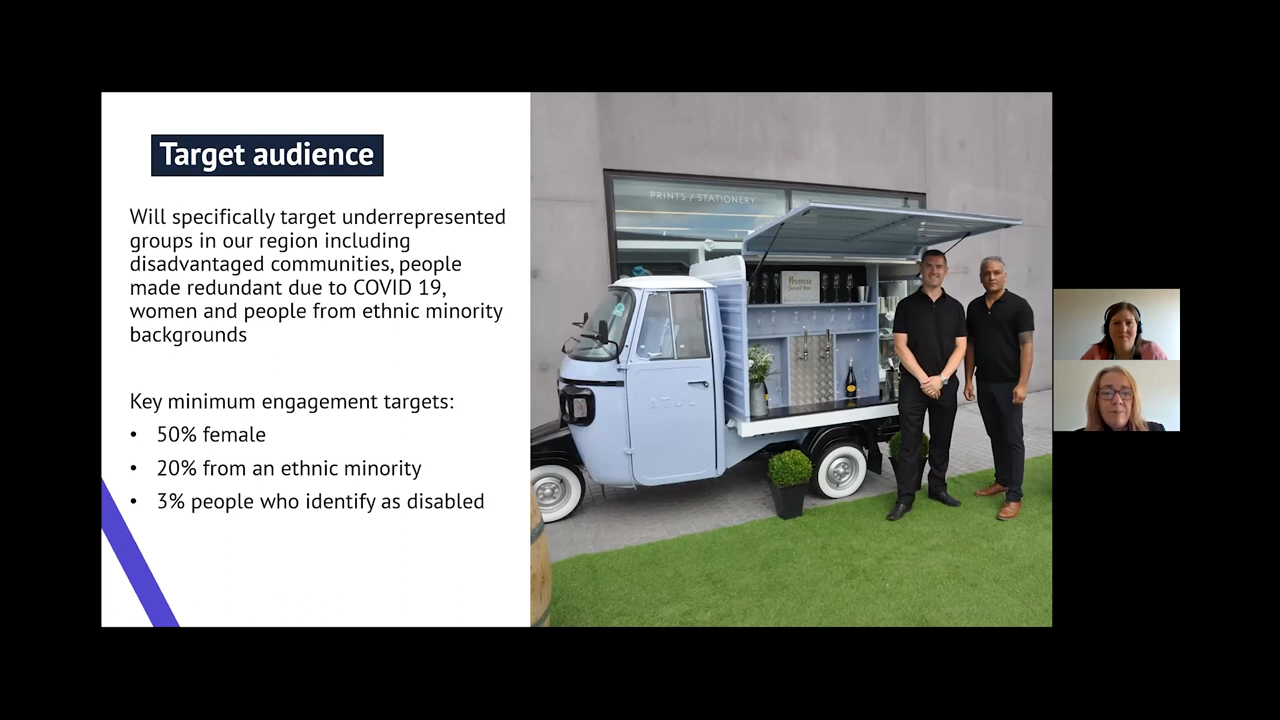 Target audience
Will specifically target underrepresented
groups in our region including
disadvantaged communities, people
made redundant due to COVID 19,
women and people from ethnic minority
backgrounds
Key minimum engagement targets:
• 50% female
• 20% from an ethnic minority
• 3% people who identify as disabled
PRINTS / STATIONERY
Prosecco
ATUL